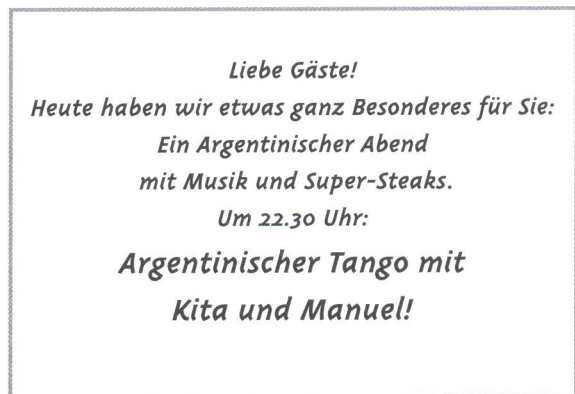 Liebe Gäste!
Heute haben wir etwas ganz Besonderes für Sie:
Ein Argentinischer Abend
mit Musik und Super-Steaks.
Um 22.30 Uhr:
Argentinischer Tango mit
Kita und Manuel!